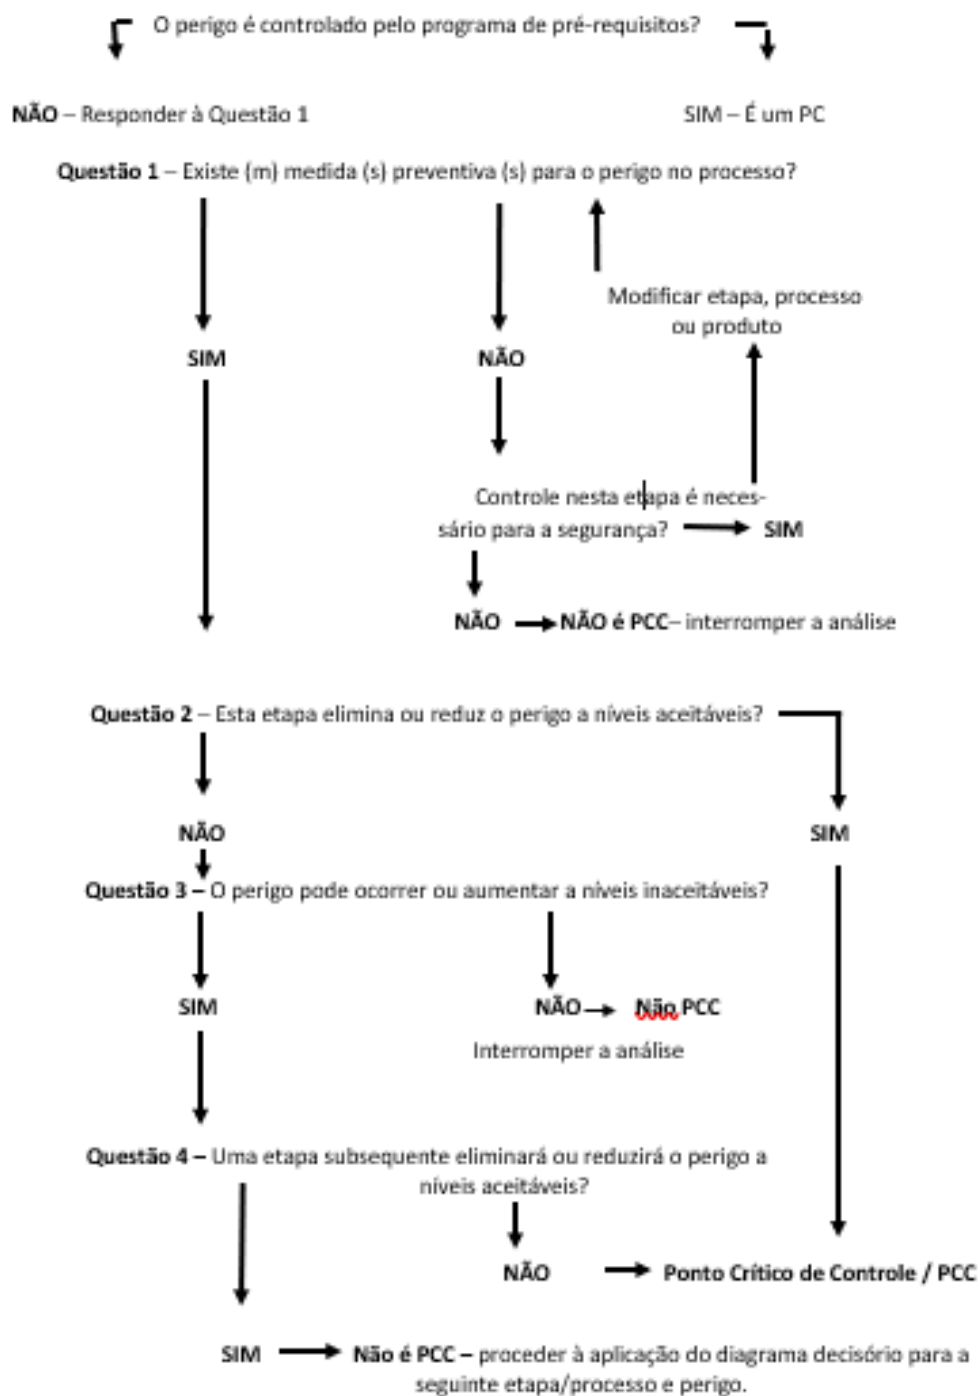 O perigo é controlado pelo programa de pré-requisitos?
NÃO – Responder à Questão 1
SIM – É um PC
Questão 1 – Existe (m) medida (s) preventiva (s) para o perigo no processo?
Modificar etapa, processo
ou produto
SIM
NÃO
Controle nesta etapa é neces-
sário para a segurança?
SIM
NÃO
NÃO é PCC– interromper a análise
Questão 2 – Esta etapa elimina ou reduz o perigo a níveis aceitáveis?
NÃO
SIM
Questão 3 – O perigo pode ocorrer ou aumentar a níveis inaceitáveis?
SIM
NÃO
Não PCC
Interromper a análise
Questão 4 – Uma etapa subsequente eliminará ou reduzirá o perigo a
níveis aceitáveis?
NÃO
Ponto Crítico de Controle / PCC
SIM
Não é PCC – proceder à aplicação do diagrama decisório para a
seguinte etapa/processo e perigo.